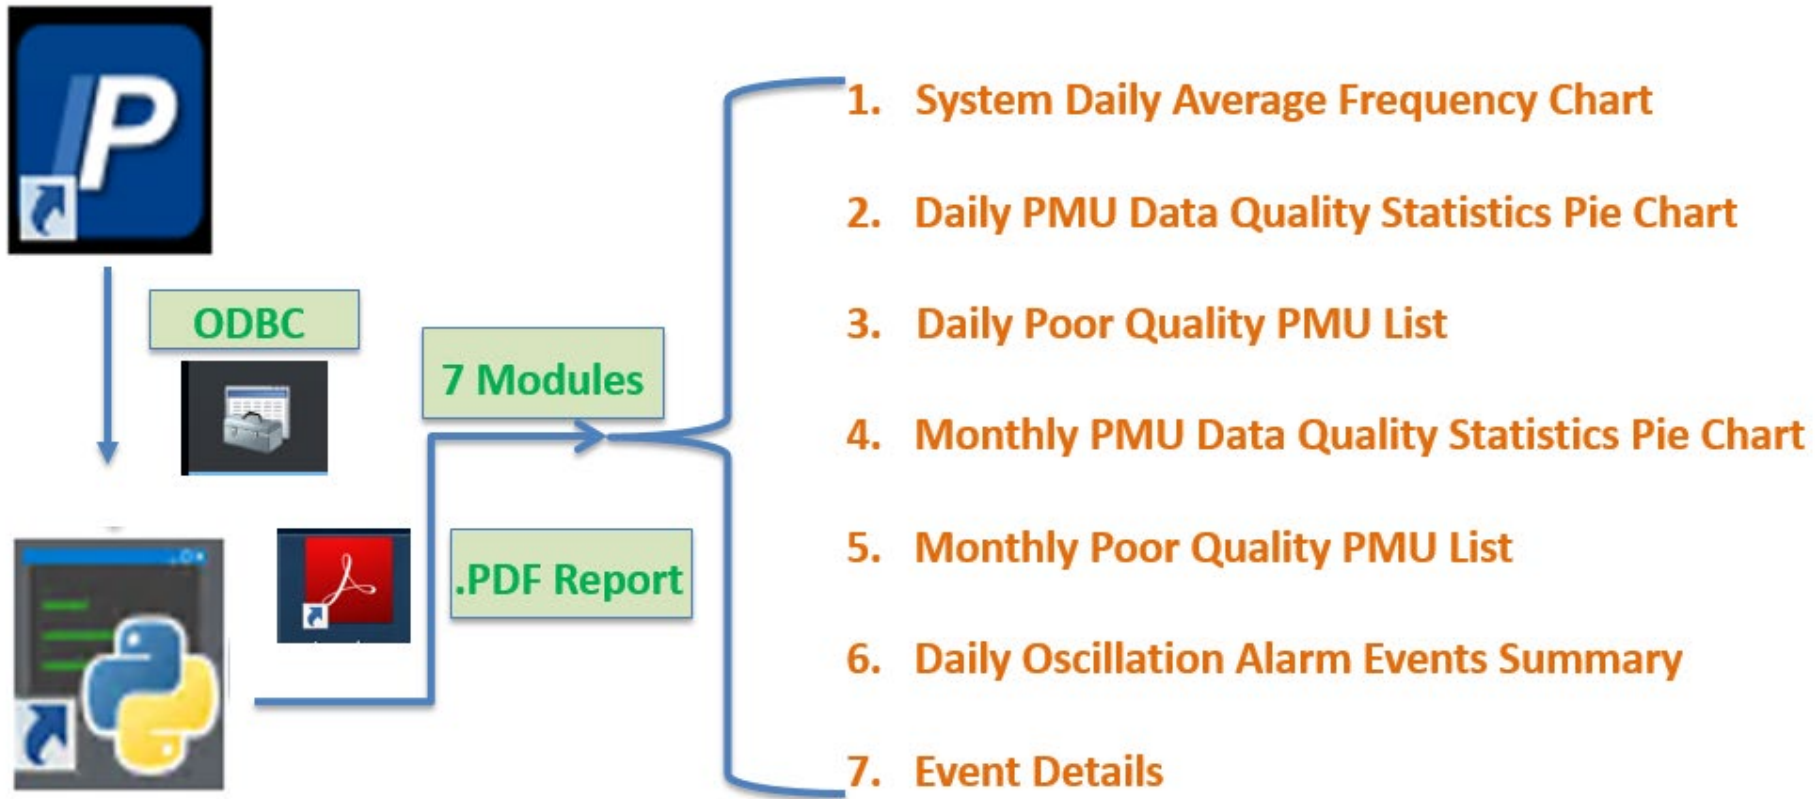 P
ODBC
7 Modules
.PDF Report
1. System Daily Average Frequency Chart
2. Daily PMU Data Quality Statistics Pie Chart
3. Daily Poor Quality PMU List
4. Monthly PMU Data Quality Statistics Pie Chart
5. Monthly Poor Quality PMU List
6. Daily Oscillation Alarm Events Summary
7. Event Details